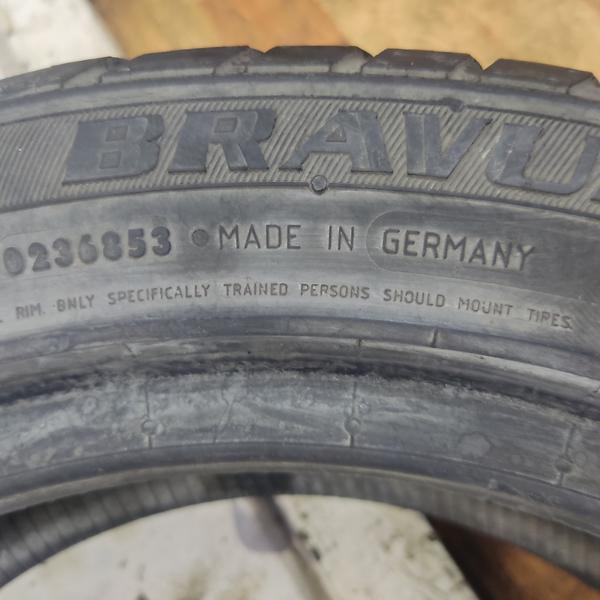 BRAVU
0236853 • MADE IN GERMANY
RIM. ONLY SPECIFICALLY TRAINED PERSONS SHOULD MOUNT TIRES